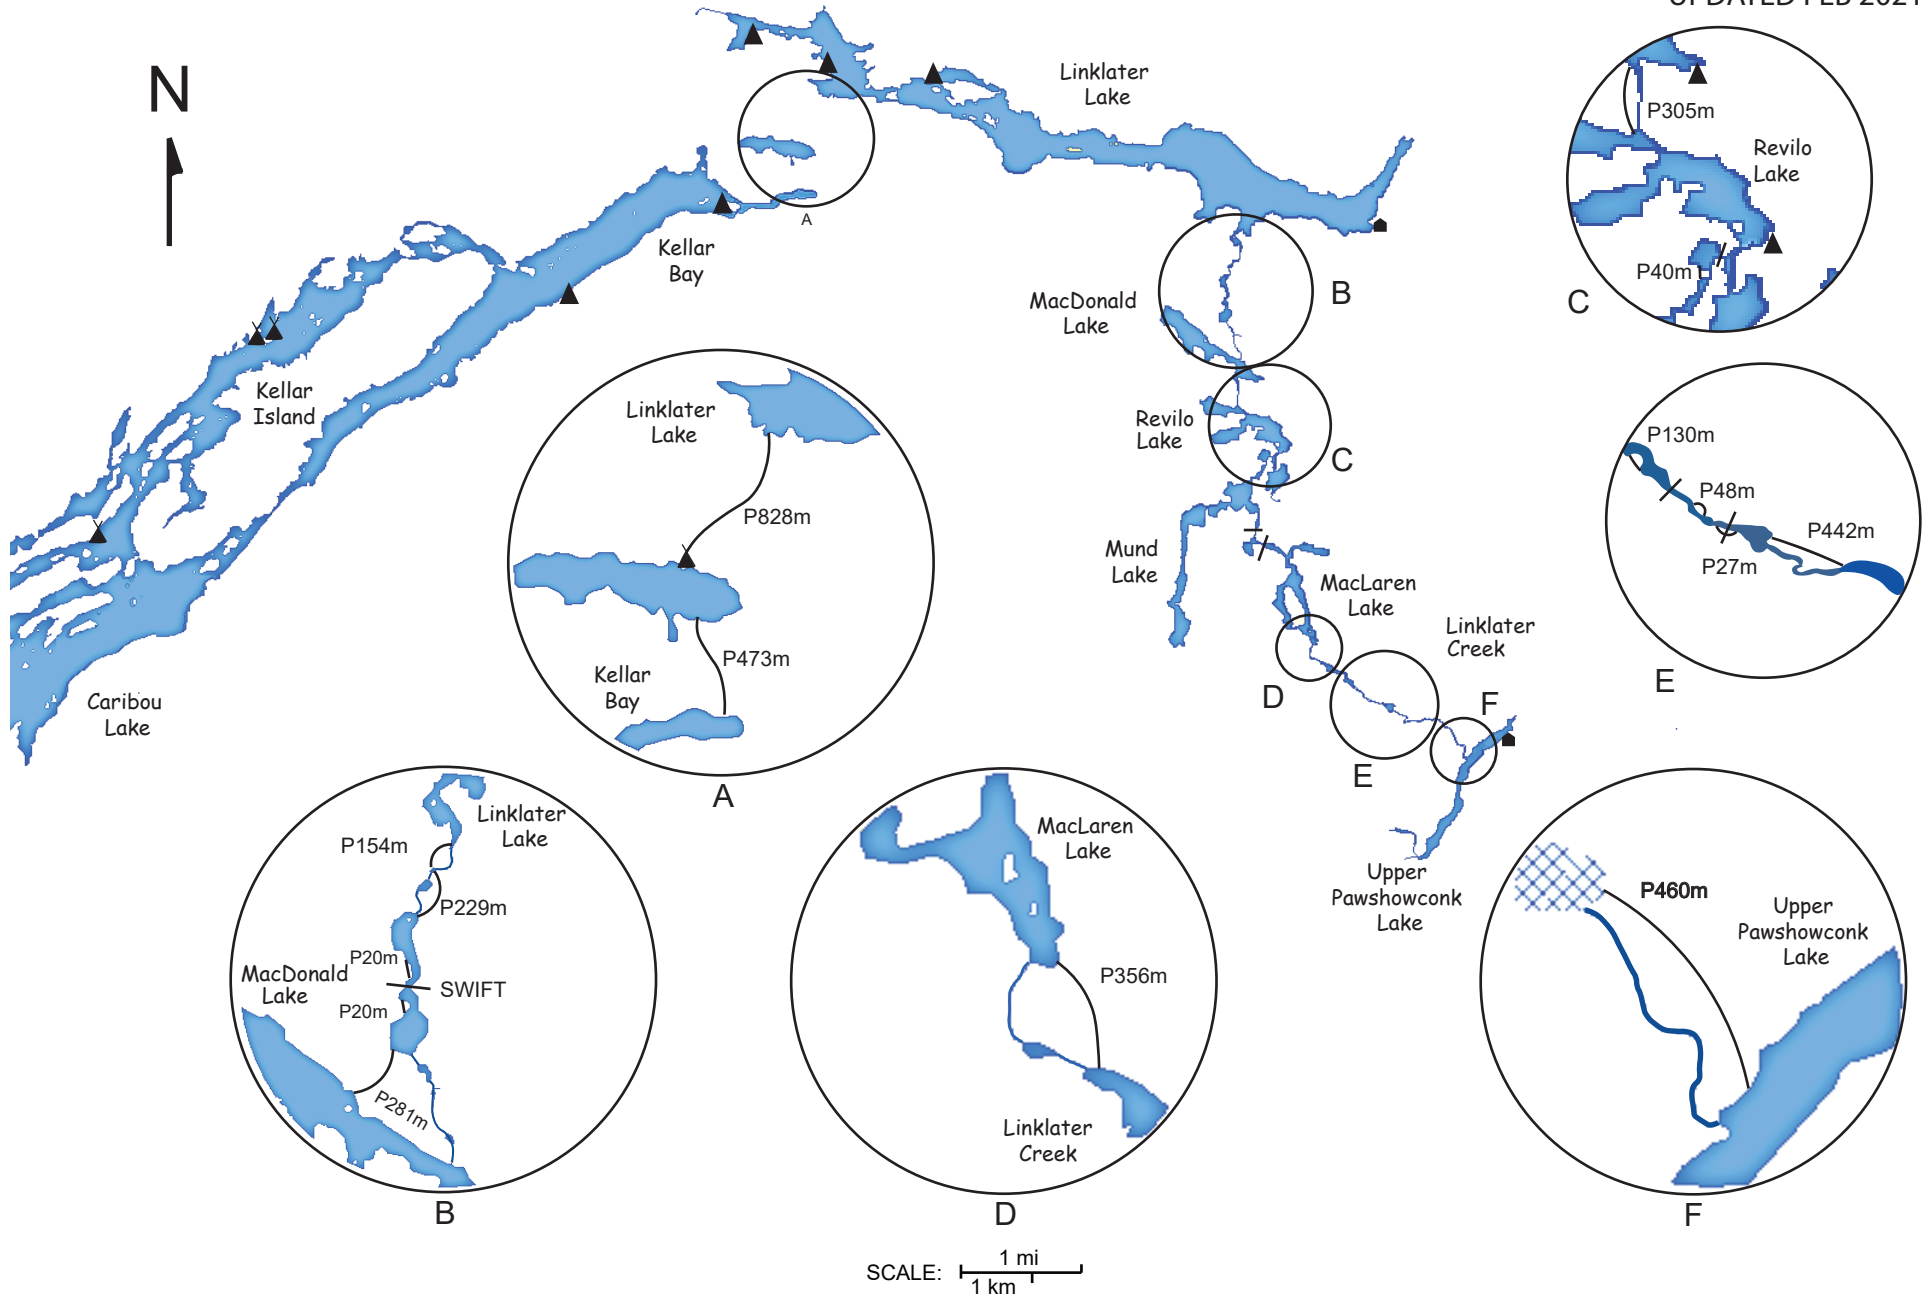 UPDATED FEB 2021
N
Linklater
Lake
A
Kellar
Bay
MacDonald
Lake
B
P305m
Revilo
Lake
P40m
C
Kellar
Island
Revilo
Lake
C
Linklater
Lake
P828m
P473m
Kellar
Bay
A
Mund
Lake
MacLaren
Lake
Linklater
Creek
D
E
F
Upper
Pawshowconk
Lake
P130m
P48m
P442m
P27m
E
Caribou
Lake
Linklater
Lake
P154m
P229m
P20m
MacDonald
Lake
SWIFT
P20m
P281m
B
MacLaren
Lake
P356m
Linklater
Creek
D
P460m
Upper
Pawshowconk
Lake
F
SCALE:
1 mi
1 km